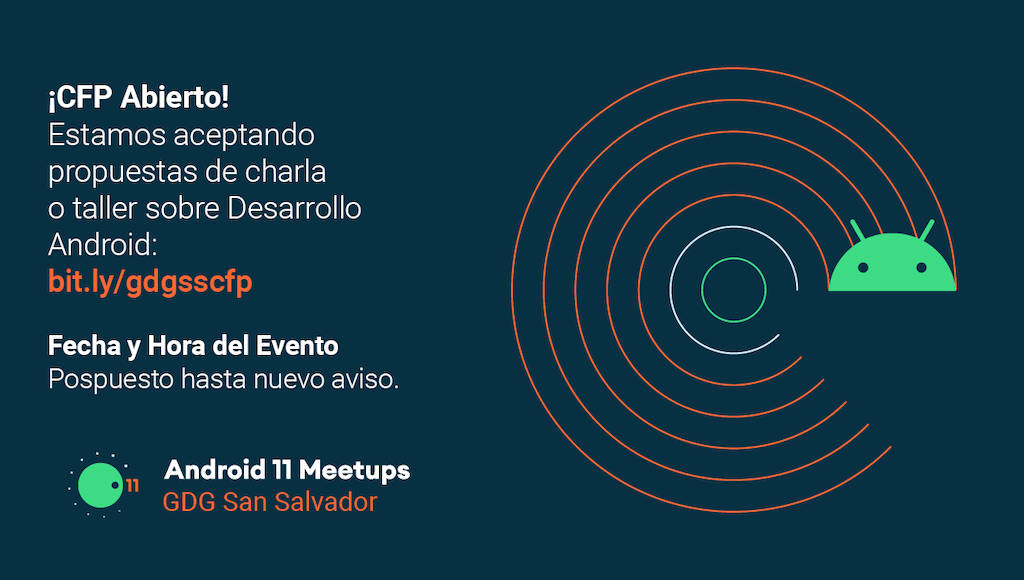 ¡CFP Abierto!
Estamos aceptando
propuestas de charla
o taller sobre Desarrollo
Android:
bit.ly/gdgsscfp
Fecha y Hora del Evento
Pospuesto hasta nuevo aviso.
11
Android 11 Meetups
GDG San Salvador